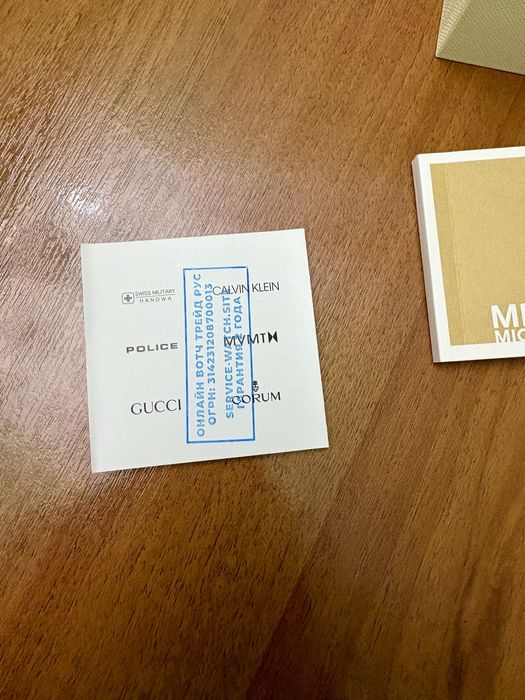 SWISS MILITARY
HANOWA
CALVIN KLEIN
POLICE
MVMT
GUCCI
CORUM
ОНЛАЙН ВОТЧ ТРЕЙД РУС
ОГРН: 314231208700013
SERVICE-WATCH.SITE
ГАРАНТИЯ 2 ГОДА
MIC